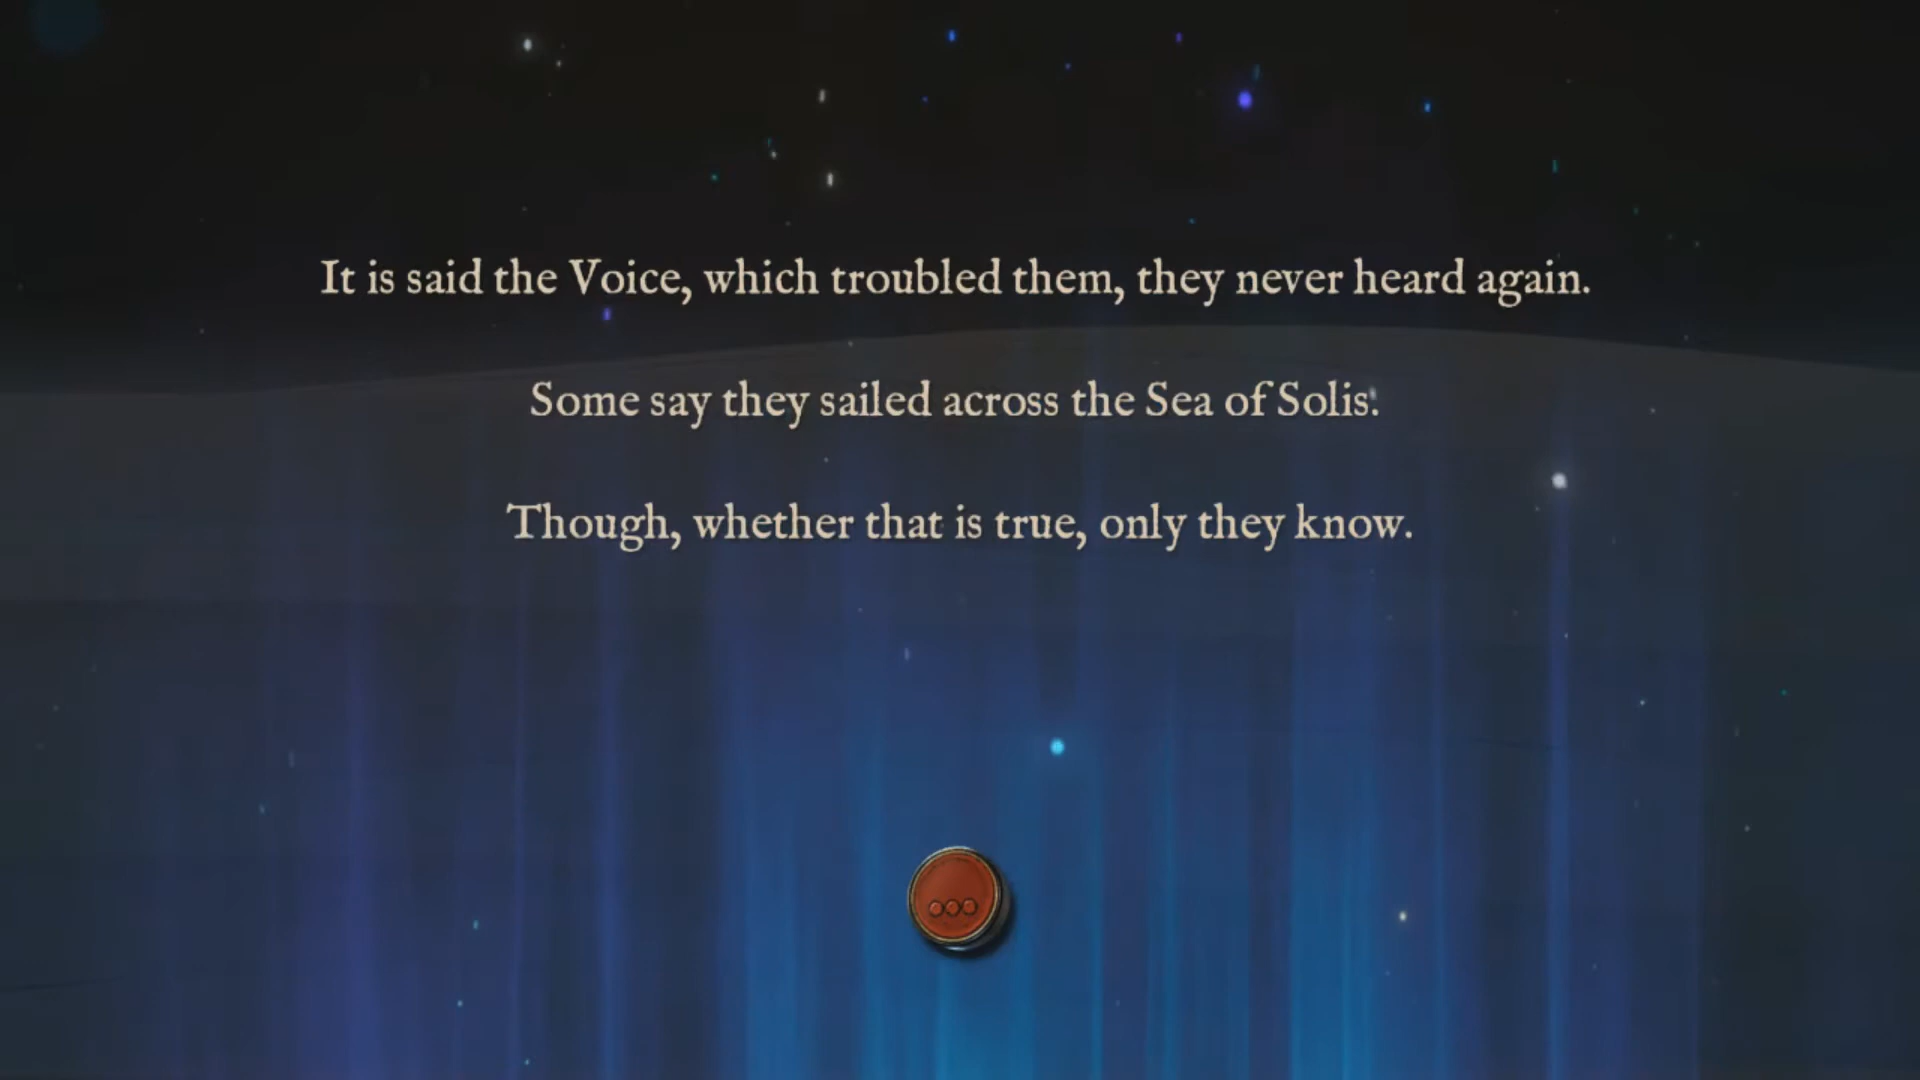 It is said the Voice, which troubled them, they never heard again.
Some say they sailed across the Sea of Solis.
Though, whether that is true, only they know.